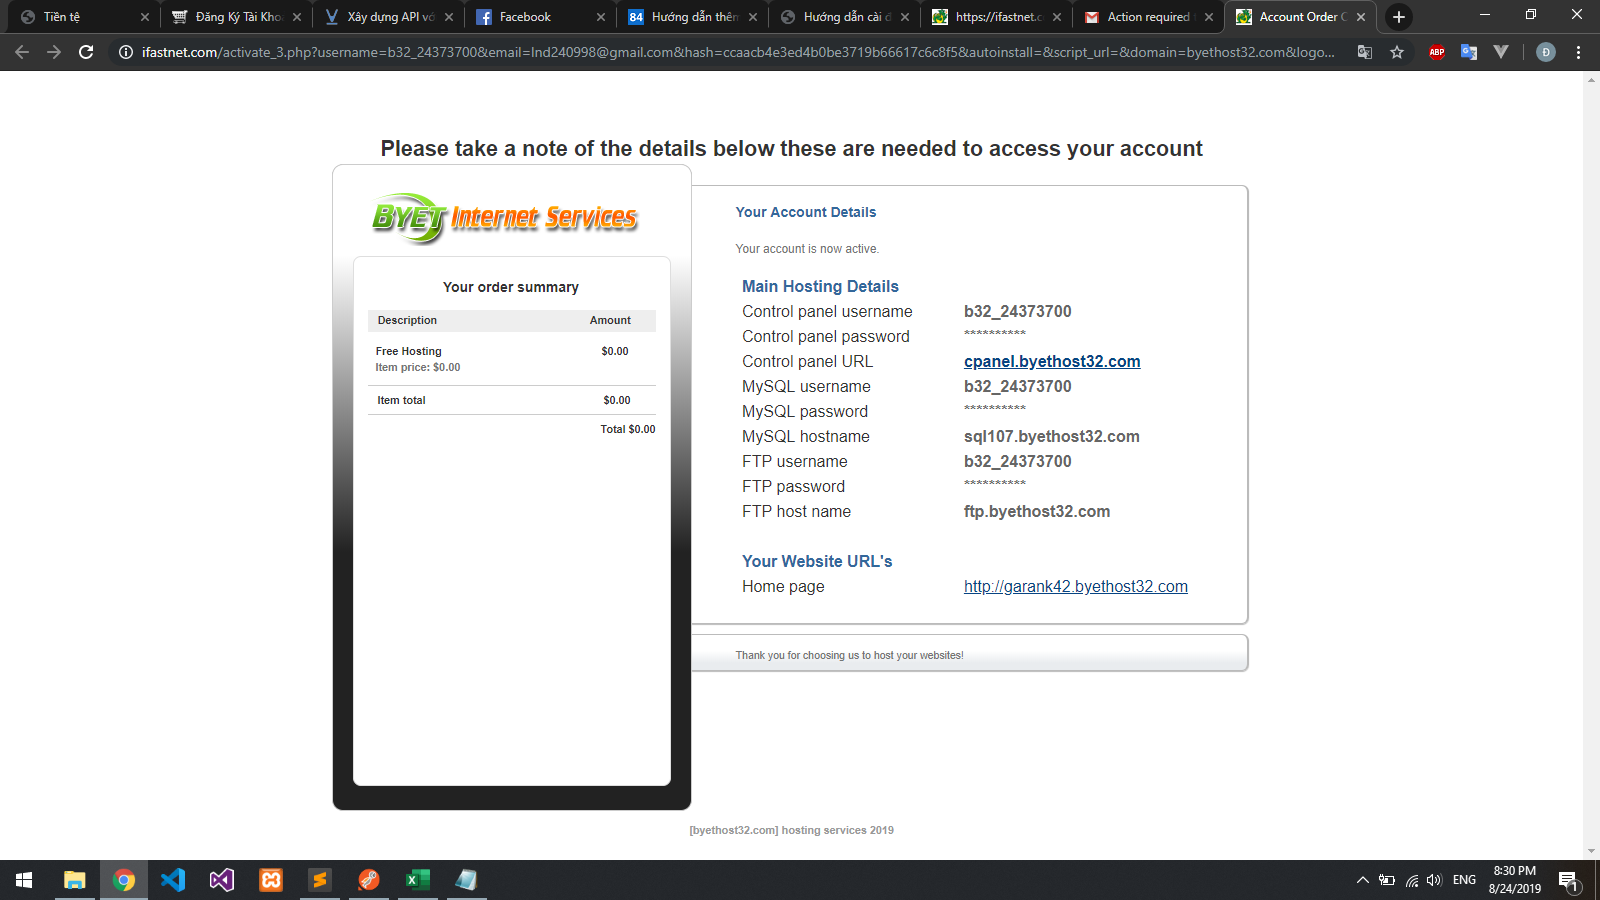 Tiền tệ
Đăng Ký Tài Kho
Xây dựng API vớ
Facebook
84 Hướng dẫn thêm
Hướng dẫn cài đ
https://ifastnet.c
Action required
Account Order C
ifastnet.com/activate_3.php?username=b32_24373700&email=lnd240998@gmail.com&hash=ccaacb4e3ed4b0be3719b66617c6c8f5&autoinstall=&script_url=&domain=byethost32.com&logo...
ABP
Đ
Please take a note of the details below these are needed to access your account
BYET Internet Services
Your order summary
Description Amount
Free Hosting $0.00
Item price: $0.00
Item total $0.00
Total $0.00
Your Account Details
Your account is now active.
Main Hosting Details
Control panel username b32_24373700
Control panel password **********
Control panel URL cpanel.byethost32.com
MySQL username b32_24373700
MySQL password **********
MySQL hostname sql107.byethost32.com
FTP username b32_24373700
FTP password **********
FTP host name ftp.byethost32.com
Your Website URL's
Home page http://garank42.byethost32.com
Thank you for choosing us to host your websites!
[byethost32.com] hosting services 2019
ENG
8:30 PM
8/24/2019
1